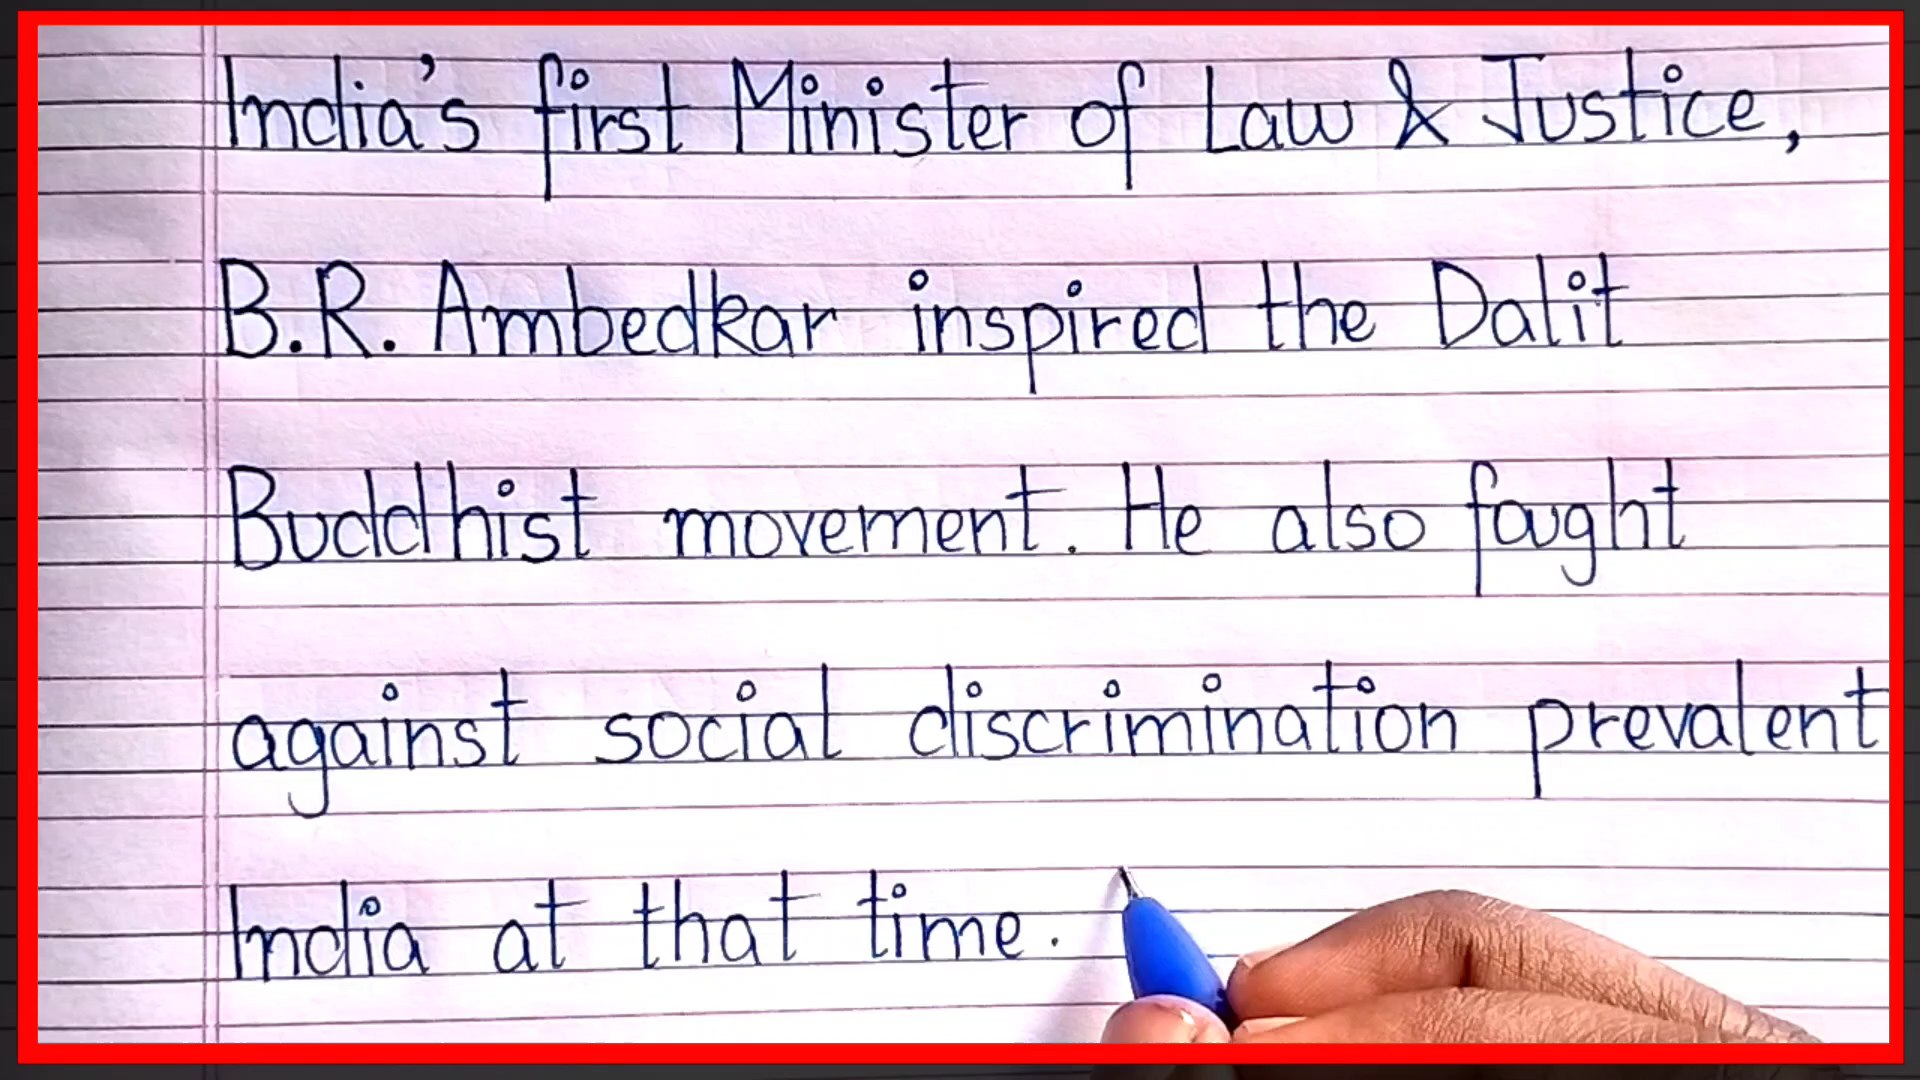 India's first Minister of Law & Justice,
B.R. Ambedkar inspired the Dalit
Buddhist movement. He also fought
against social discrimination prevalent
India at that time.